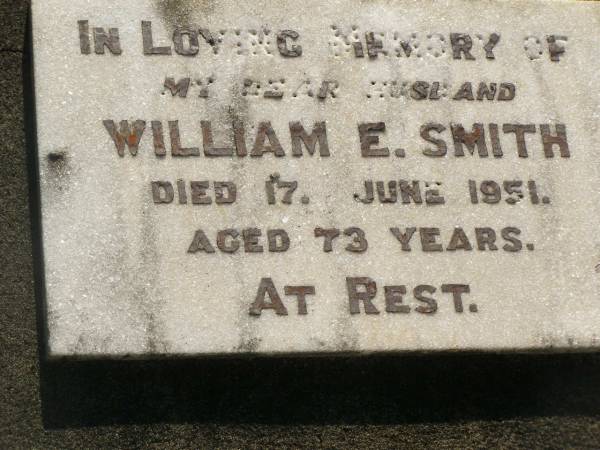 IN LOVING MEMORY OF
MY DEAR HUSBAND
WILLIAM E. SMITH
DIED 17. JUNE 1951.
AGED 73 YEARS.
AT REST.